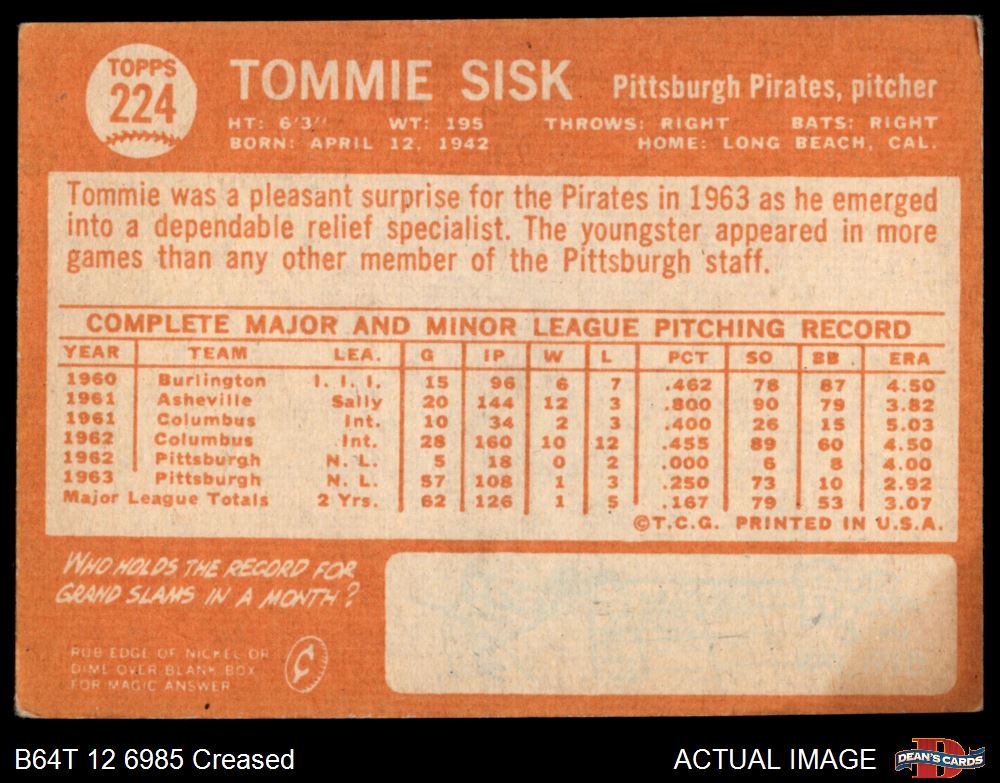 TOPPS
224
TOMMIE SISK Pittsburgh Pirates, pitcher
HT: 6'3" WT: 195 THROWS: RIGHT BATS: RIGHT
BORN: APRIL 12, 1942 HOME: LONG BEACH, CAL.
Tommie was a pleasant surprise for the Pirates in 1963 as he emerged
into a dependable relief specialist. The youngster appeared in more
games than any other member of the Pittsburgh staff.
COMPLETE MAJOR AND MINOR LEAGUE PITCHING RECORD
YEAR TEAM LEA. G IP W L PCT SO BB ERA
1960 Burlington I. I. I. 15 96 6 7 .462 78 87 4.50
1961 Asheville Sally 20 144 12 3 .800 90 79 3.82
1961 Columbus Int. 10 34 2 3 .400 26 15 5.03
1962 Columbus Int. 28 160 10 12 .455 89 60 4.50
1962 Pittsburgh N. L. 5 18 0 2 .000 6 8 4.00
1963 Pittsburgh N. L. 57 108 1 3 .250 73 10 2.92
Major League Totals 2 Yrs. 62 126 1 5 .167 79 53 3.07
©T.C.G. PRINTED IN U.S.A.
WHO HOLDS THE RECORD FOR
GRAND SLAMS IN A MONTH?
RUB EDGE OF NICKEL OR
DIME OVER BLANK BOX
FOR MAGIC ANSWER
B64T 12 6985 Creased ACTUAL IMAGE
DEAN'S CARDS